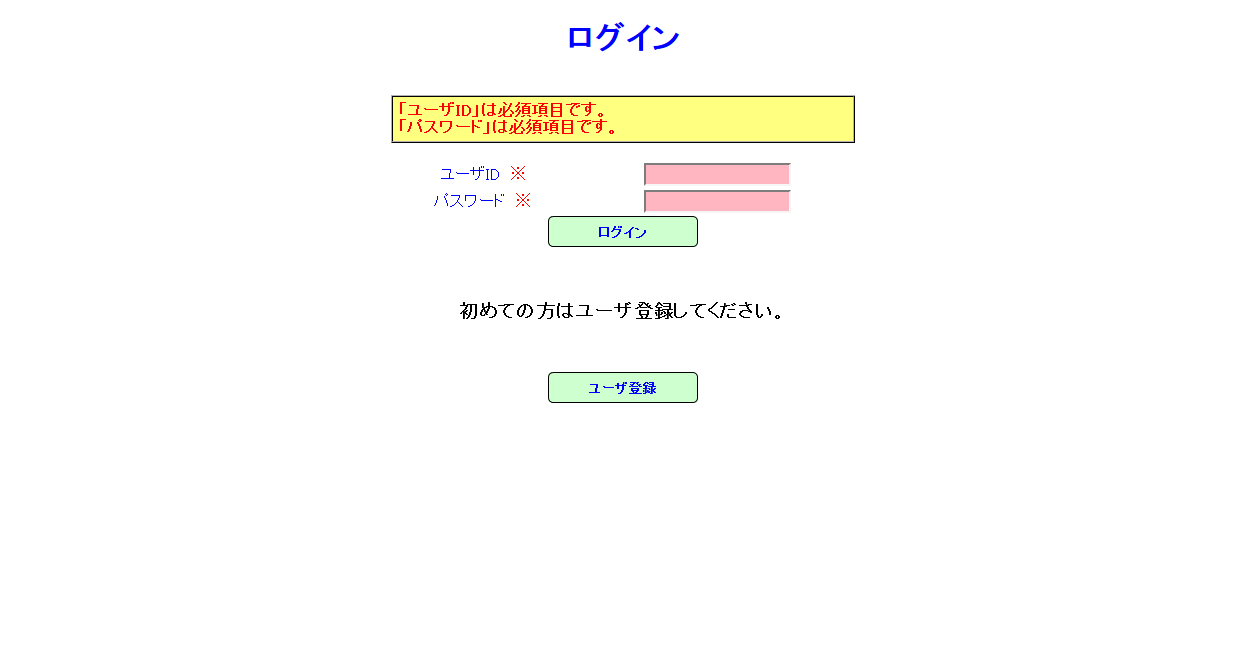 ログイン
「ユーザID」は必須項目です。
「パスワード」は必須項目です。
ユーザID ※
パスワード ※
ログイン
初めての方はユーザ登録してください。
ユーザ登録